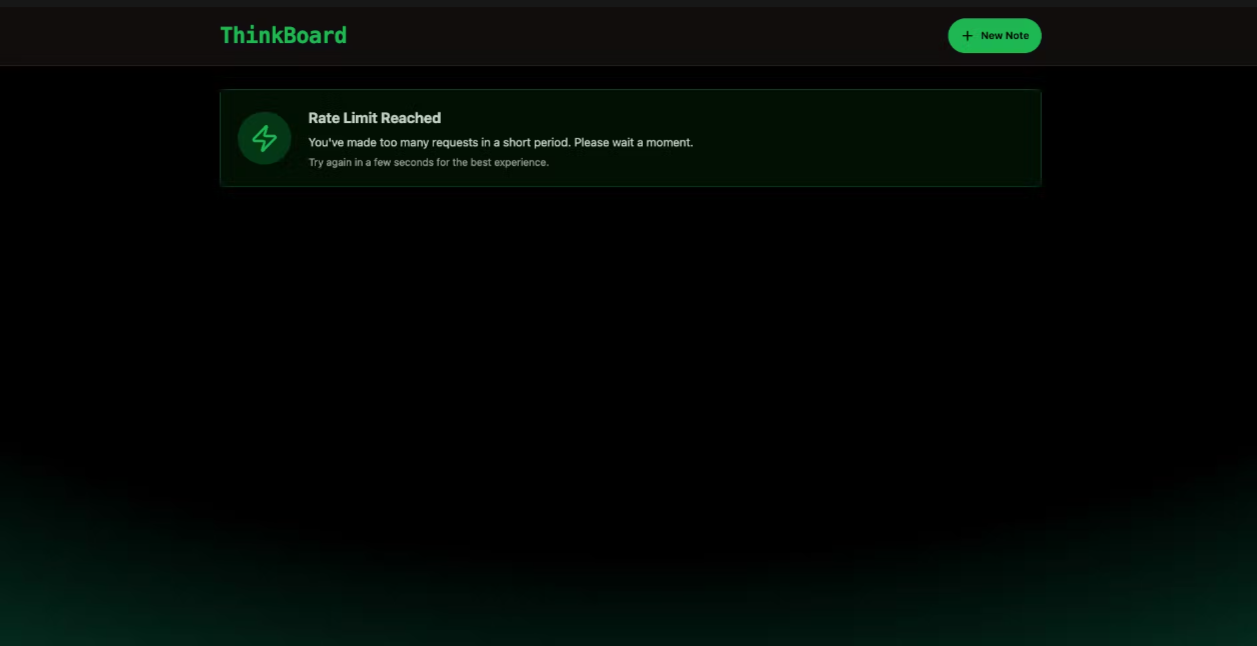 ThinkBoard
New Note
Rate Limit Reached
You've made too many requests in a short period. Please wait a moment.
Try again in a few seconds for the best experience.